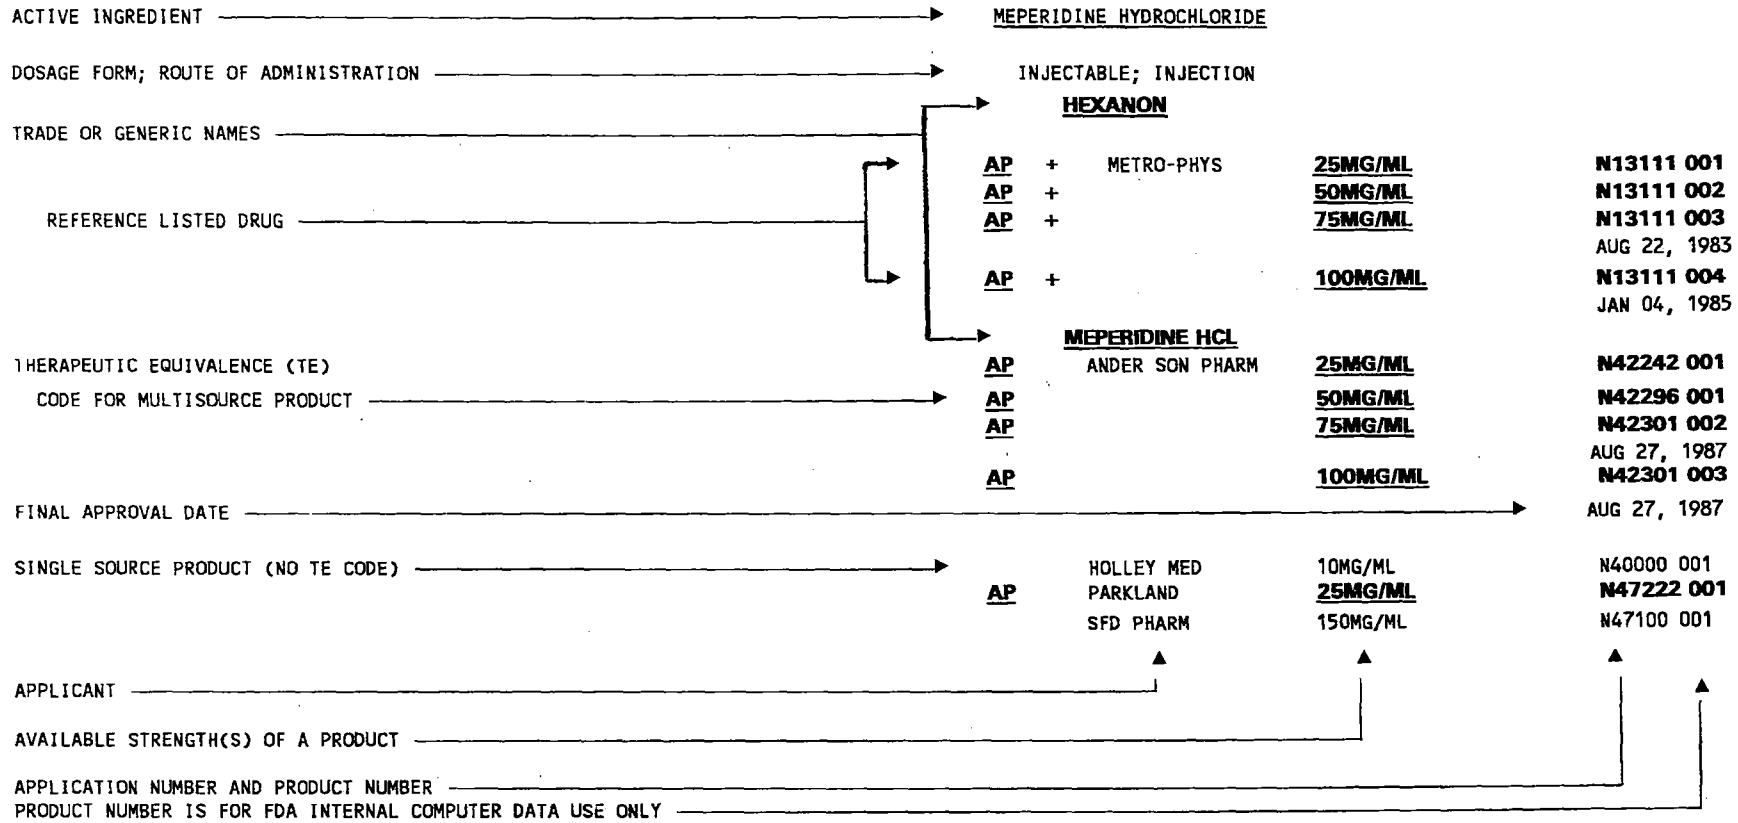 ACTIVE INGREDIENT MEPERIDINE HYDROCHLORIDE
DOSAGE FORM; ROUTE OF ADMINISTRATION INJECTABLE; INJECTION
HEXANON
TRADE OR GENERIC NAMES
AP + METRO-PHYS 25MG/ML N13111 001
AP + 50MG/ML N13111 002
REFERENCE LISTED DRUG AP + 75MG/ML N13111 003
AUG 22, 1983
AP + 100MG/ML N13111 004
JAN 04, 1985
MEPERIDINE HCL
THERAPEUTIC EQUIVALENCE (TE) AP ANDER SON PHARM 25MG/ML N42242 001
CODE FOR MULTISOURCE PRODUCT AP 50MG/ML N42296 001
AP 75MG/ML N42301 002
AUG 27, 1987
AP 100MG/ML N42301 003
FINAL APPROVAL DATE AUG 27, 1987
SINGLE SOURCE PRODUCT (NO TE CODE) HOLLEY MED 10MG/ML N40000 001
AP PARKLAND 25MG/ML N47222 001
SFD PHARM 150MG/ML N47100 001
APPLICANT
AVAILABLE STRENGTH(S) OF A PRODUCT
APPLICATION NUMBER AND PRODUCT NUMBER
PRODUCT NUMBER IS FOR FDA INTERNAL COMPUTER DATA USE ONLY